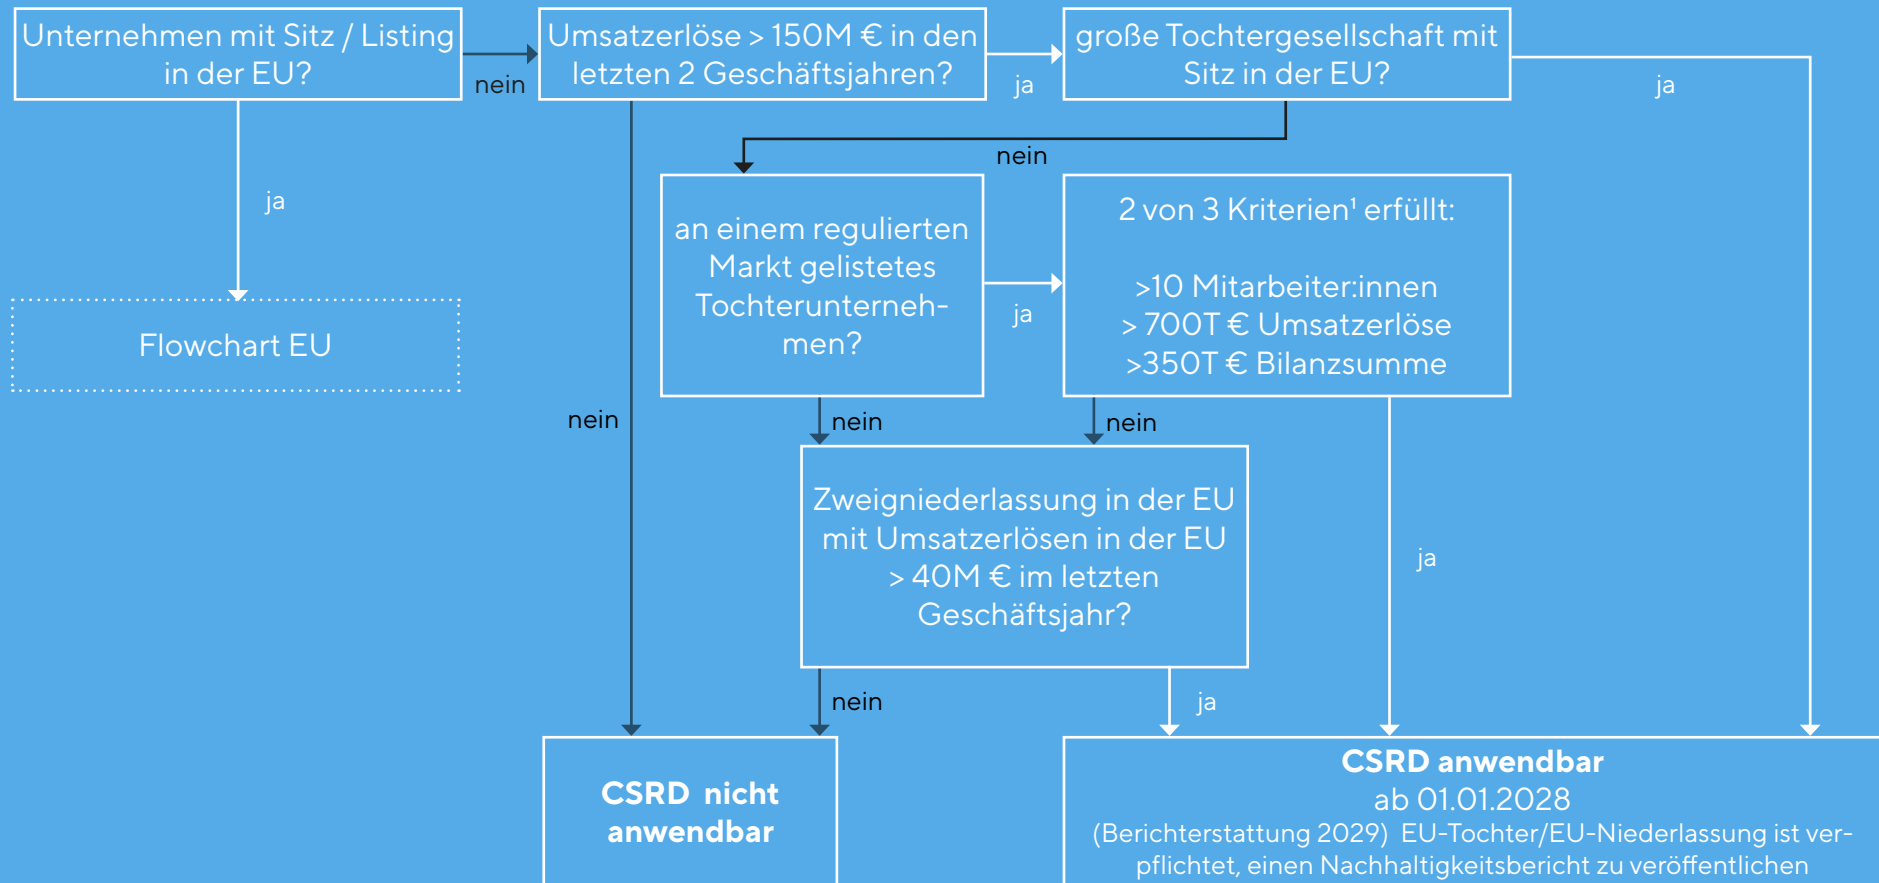 Unternehmen mit Sitz / Listing
in der EU?
nein
Umsatzerlöse > 150M € in den
letzten 2 Geschäftsjahren?
ja
große Tochtergesellschaft mit
Sitz in der EU?
ja
nein
ja
Flowchart EU
an einem regulierten
Markt gelistetes
Tochterunterneh-
men?
ja
2 von 3 Kriterien¹ erfüllt:
>10 Mitarbeiter:innen
> 700T € Umsatzerlöse
>350T € Bilanzsumme
nein
nein
nein
Zweigniederlassung in der EU
mit Umsatzerlösen in der EU
> 40M € im letzten
Geschäftsjahr?
ja
nein
ja
CSRD nicht
anwendbar
CSRD anwendbar
ab 01.01.2028
(Berichterstattung 2029) EU-Tochter/EU-Niederlassung ist ver-
pflichtet, einen Nachhaltigkeitsbericht zu veröffentlichen